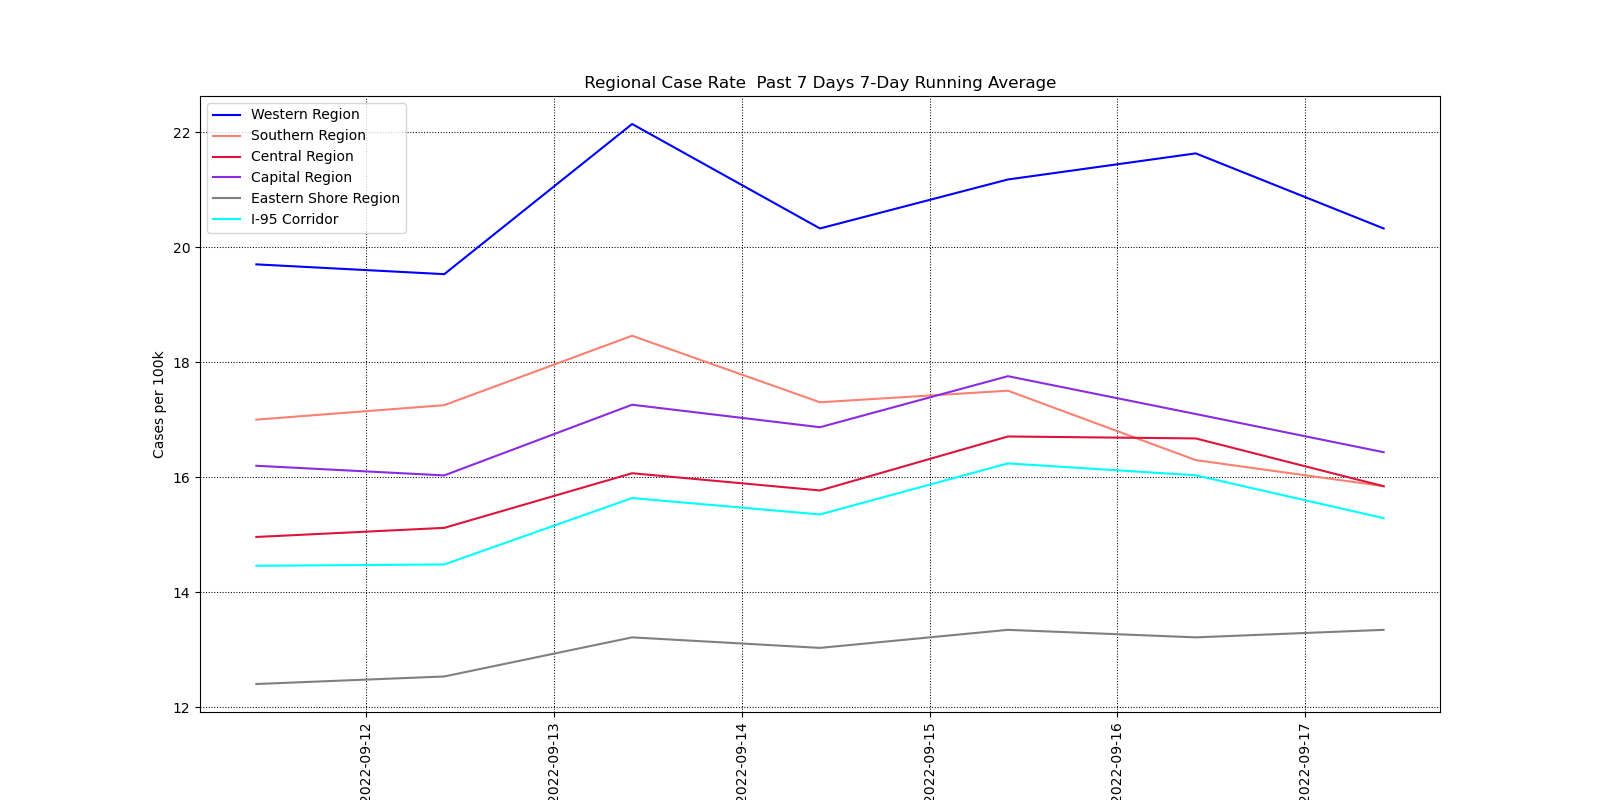 Regional Case Rate  Past 7 Days 7-Day Running Average
Western Region
Southern Region
Central Region
Capital Region
Eastern Shore Region
I-95 Corridor
Cases per 100k
22
20
18
16
14
12
2022-09-12
2022-09-13
2022-09-14
2022-09-15
2022-09-16
2022-09-17